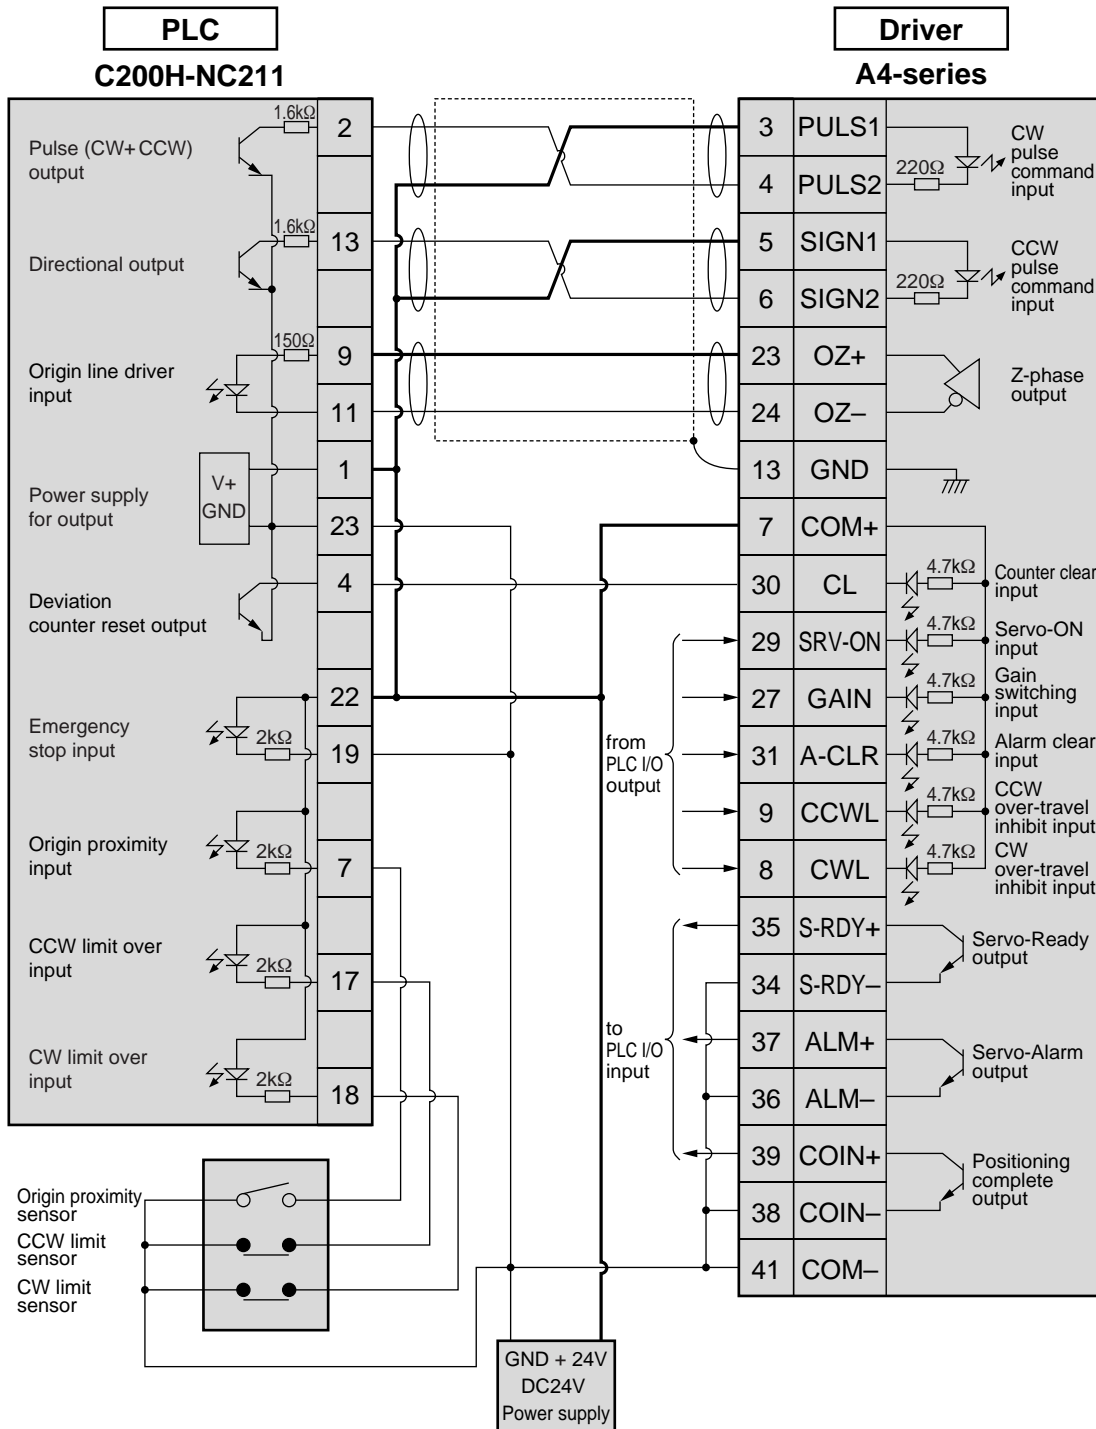 PLC
C200H-NC211
Driver
A4-series
Pulse (CW+CCW)
output
1.6kΩ
2
Directional output
1.6kΩ
13
Origin line driver
input
150Ω
9
11
Power supply
for output
V+
GND
1
23
Deviation
counter reset output
4
Emergency
stop input
22
2kΩ
19
Origin proximity
input
2kΩ
7
CCW limit over
input
2kΩ
17
CW limit over
input
2kΩ
18
Origin proximity
sensor
CCW limit
sensor
CW limit
sensor
GND + 24V
DC24V
Power supply
from
PLC I/O
output
to
PLC I/O
input
3 PULS1
4 PULS2
220Ω
CW
pulse
command
input
5 SIGN1
6 SIGN2
220Ω
CCW
pulse
command
input
23 OZ+
24 OZ–
Z-phase
output
13 GND
7 COM+
30 CL
4.7kΩ
Counter clear
input
29 SRV-ON
4.7kΩ
Servo-ON
input
27 GAIN
4.7kΩ
Gain
switching
input
31 A-CLR
4.7kΩ
Alarm clear
input
9 CCWL
4.7kΩ
CCW
over-travel
inhibit input
8 CWL
4.7kΩ
CW
over-travel
inhibit input
35 S-RDY+
34 S-RDY–
Servo-Ready
output
37 ALM+
36 ALM–
Servo-Alarm
output
39 COIN+
38 COIN–
Positioning
complete
output
41 COM–